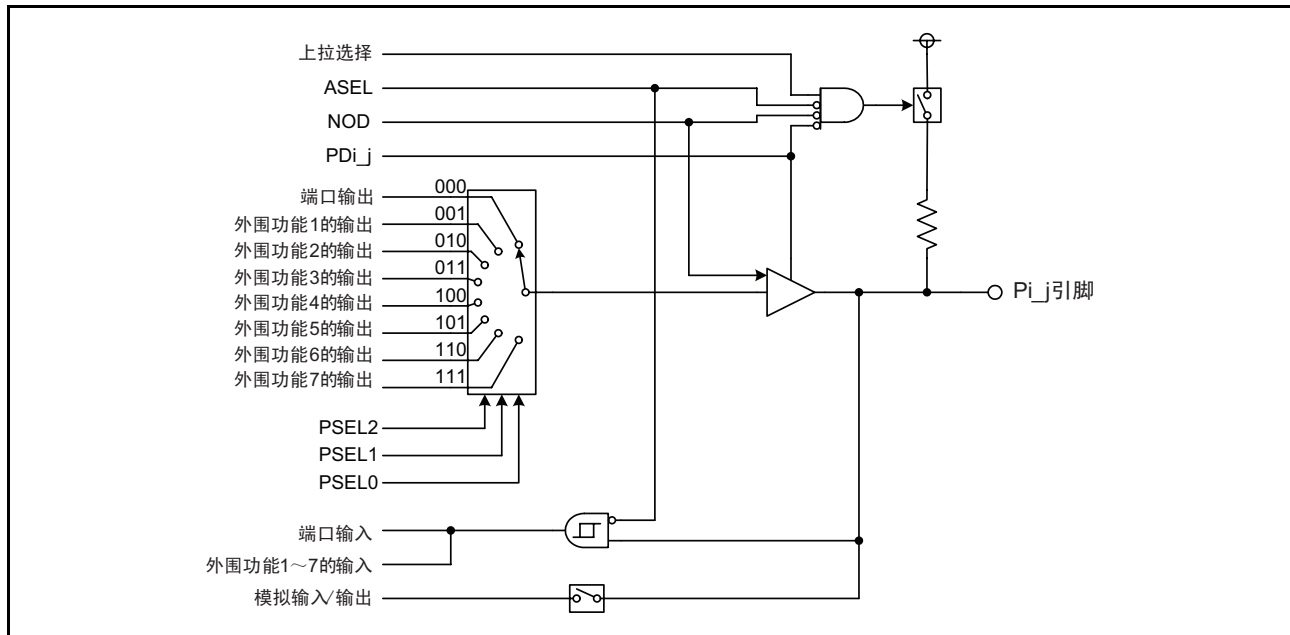 上拉选择
ASEL
NOD
PDi_j
端口输出 000
外围功能1的输出 001
外围功能2的输出 010
外围功能3的输出 011
外围功能4的输出 100
外围功能5的输出 101
外围功能6的输出 110
外围功能7的输出 111
Pi_j引脚
PSEL2
PSEL1
PSEL0
端口输入
外围功能1～7的输入
模拟输入/输出